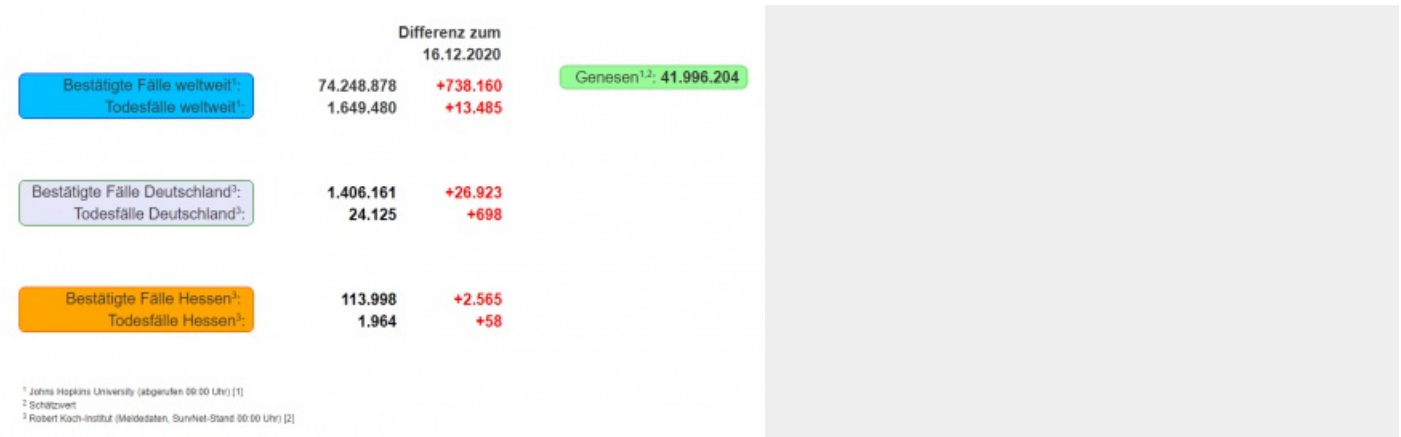 Differenz zum
16.12.2020
Genesen¹,²: 41.996.204
Bestätigte Fälle weltweit¹: 74.248.878 +738.160
Todesfälle weltweit¹: 1.649.480 +13.485
Bestätigte Fälle Deutschland³: 1.406.161 +26.923
Todesfälle Deutschland³: 24.125 +698
Bestätigte Fälle Hessen³: 113.998 +2.565
Todesfälle Hessen³: 1.964 +58
¹ Johns Hopkins University (abgerufen 09:00 Uhr) [1]
² Schätzwert
³ Robert Koch-Institut (Meldedaten, SurvNet-Stand 00:00 Uhr) [2]